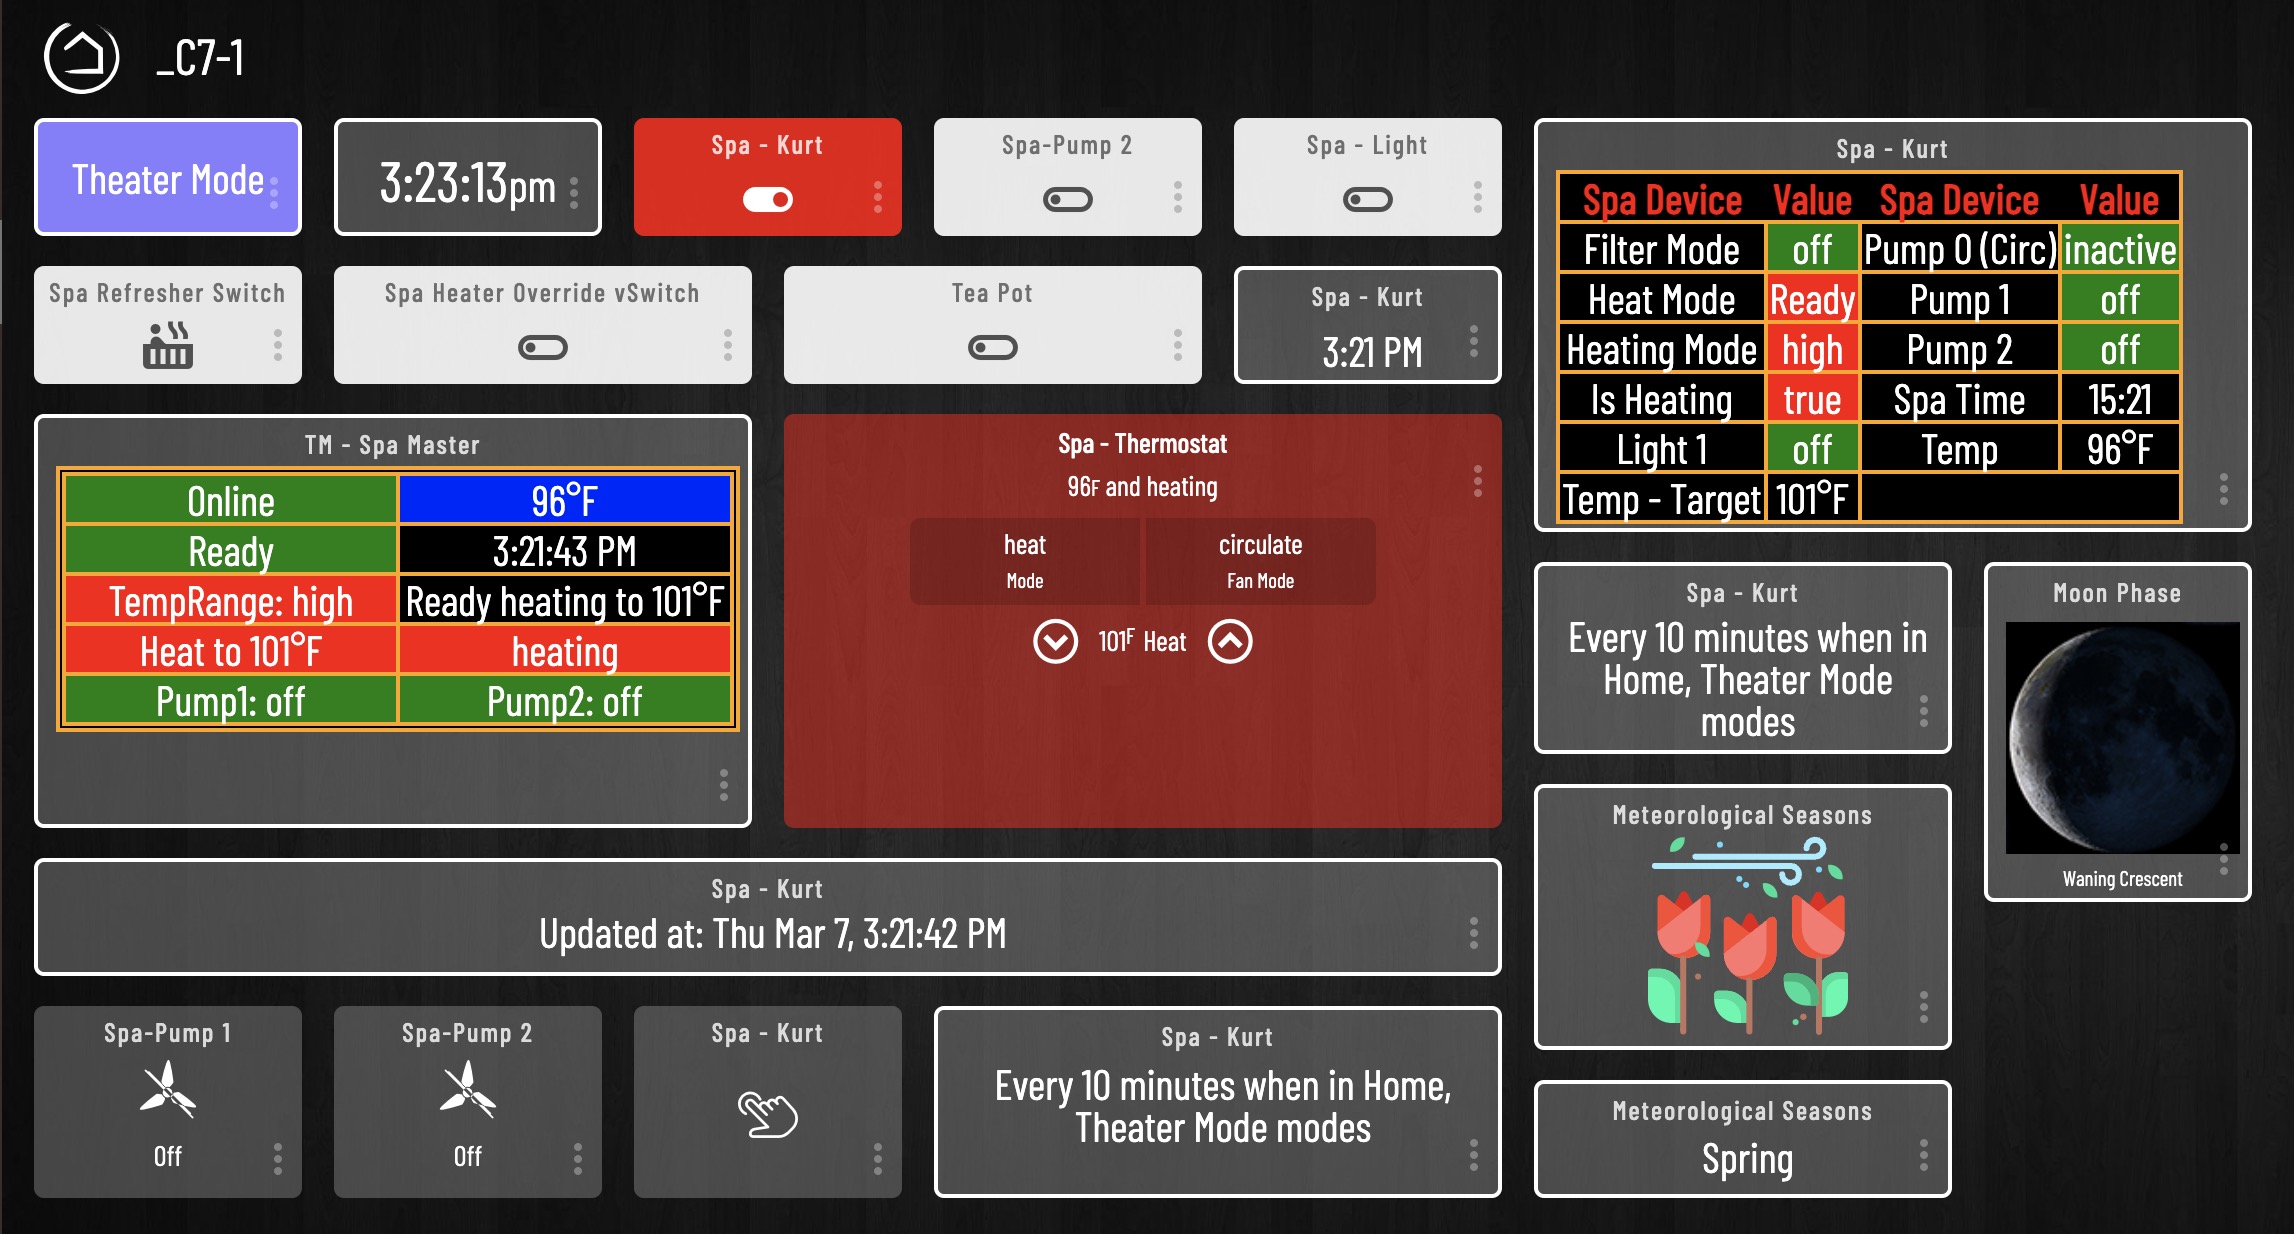 _C7-1
Theater Mode
3:23:13pm
Spa - Kurt
Spa-Pump 2
Spa - Light
Spa Refresher Switch
Spa Heater Override vSwitch
Tea Pot
Spa - Kurt
3:21 PM
Spa - Kurt
Spa Device Value Spa Device Value
Filter Mode off Pump 0 (Circ) inactive
Heat Mode Ready Pump 1 off
Heating Mode high Pump 2 off
Is Heating true Spa Time 15:21
Light 1 off Temp 96°F
Temp - Target 101°F
TM - Spa Master
Online 96°F
Ready 3:21:43 PM
TempRange: high Ready heating to 101°F
Heat to 101°F heating
Pump1: off Pump2: off
Spa - Thermostat
96F and heating
heat
Mode
circulate
Fan Mode
101F Heat
Spa - Kurt
Every 10 minutes when in
Home, Theater Mode
modes
Moon Phase
Waning Crescent
Meteorological Seasons
Spa - Kurt
Updated at: Thu Mar 7, 3:21:42 PM
Spa-Pump 1
Off
Spa-Pump 2
Off
Spa - Kurt
Spa - Kurt
Every 10 minutes when in Home,
Theater Mode modes
Meteorological Seasons
Spring